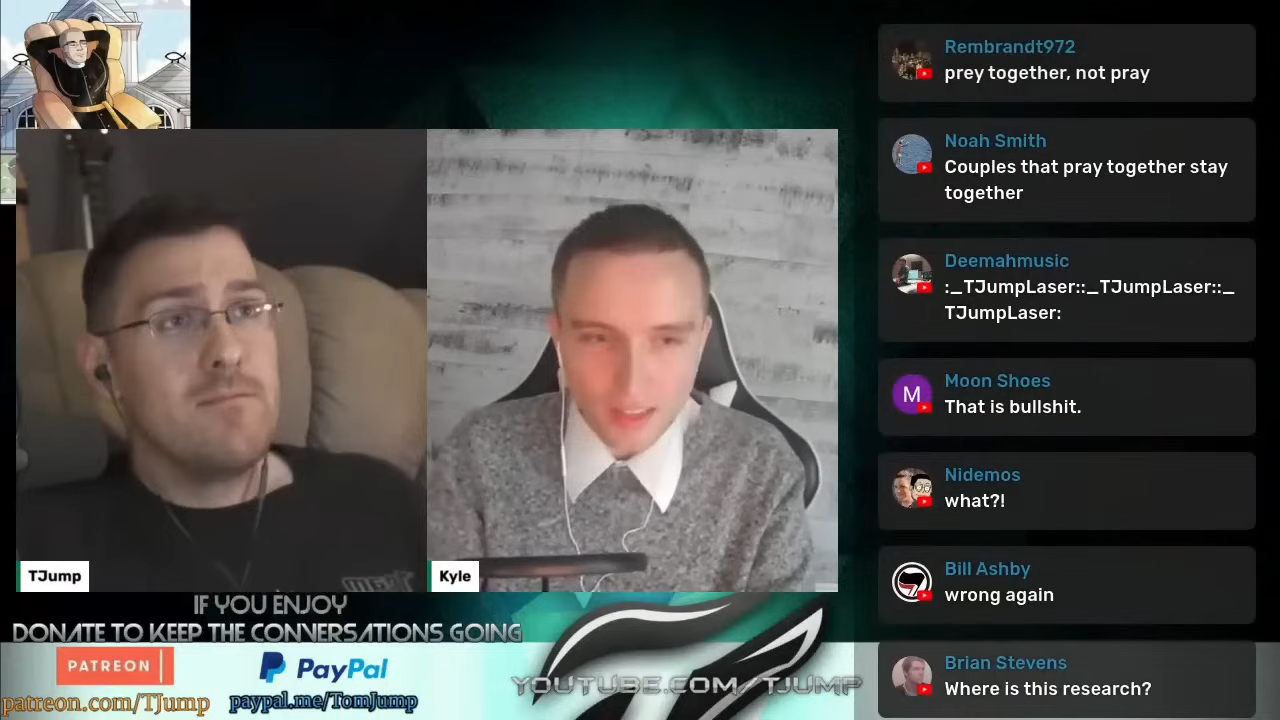 Rembrandt972
prey together, not pray
Noah Smith
Couples that pray together stay
together
Deemahmusic
:_TJumpLaser::_TJumpLaser::_
TJumpLaser:
M
Moon Shoes
That is bullshit.
Nidemos
what?!
Bill Ashby
wrong again
Brian Stevens
Where is this research?
TJump
Kyle
IF YOU ENJOY
DONATE TO KEEP THE CONVERSATIONS GOING
PATREON
PayPal
patreon.com/TJump
paypal.me/TomJump
YOUTUBE.COM/TJUMP